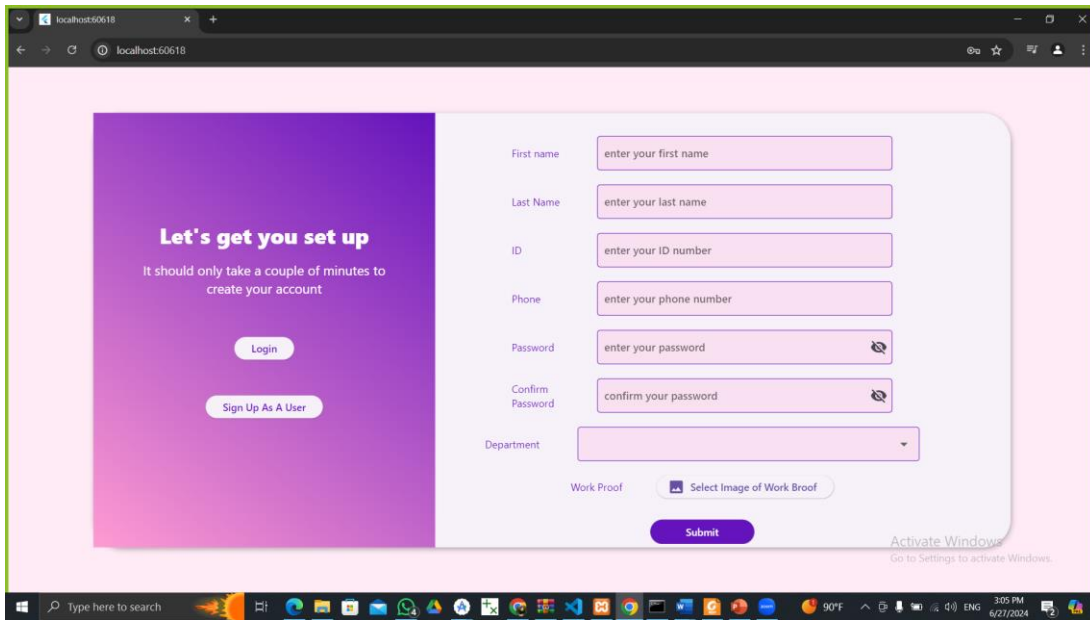 localhost:60618
localhost:60618
Let's get you set up
It should only take a couple of minutes to
create your account
Login
Sign Up As A User
First name
enter your first name
Last Name
enter your last name
ID
enter your ID number
Phone
enter your phone number
Password
enter your password
Confirm
Password
confirm your password
Department
Work Proof
Select Image of Work Broof
Submit
Activate Windows
Go to Settings to activate Windows.
Type here to search
90°F
ENG
3:05 PM
6/27/2024